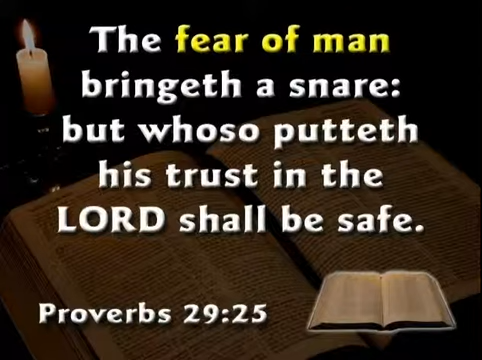 The fear of man
bringeth a snare:
but whoso putteth
his trust in the
LORD shall be safe.
Proverbs 29:25